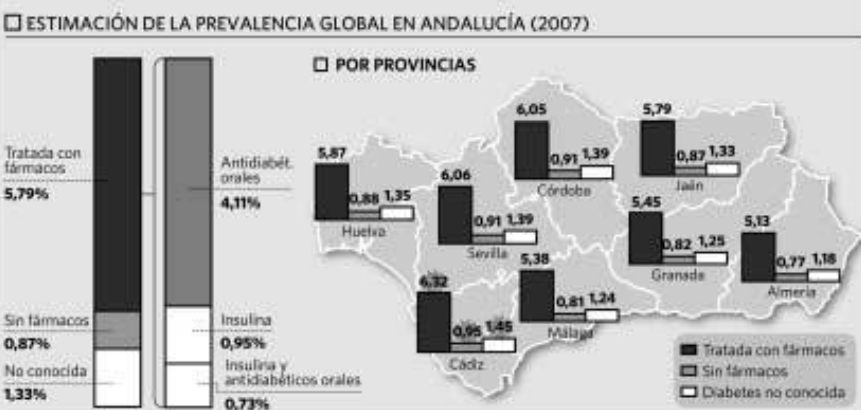 ESTIMACIÓN DE LA PREVALENCIA GLOBAL EN ANDALUCÍA (2007)
Tratada con
fármacos
5,79%
Sin fármacos
0,87%
No conocida
1,33%
Antidiabét.
orales
4,11%
Insulina
0,95%
Insulina y
antidiabéticos orales
0,73%
POR PROVINCIAS
5,87
0,88 1,35
Huelva
6,06
0,91 1,39
Sevilla
6,05
0,91 1,39
Córdoba
5,79
0,87 1,33
Jaén
6,32
0,95 1,45
Cádiz
5,38
0,81 1,24
Málaga
5,45
0,82 1,25
Granada
5,13
0,77 1,18
Almería
Tratada con fármacos
Sin fármacos
Diabetes no conocida